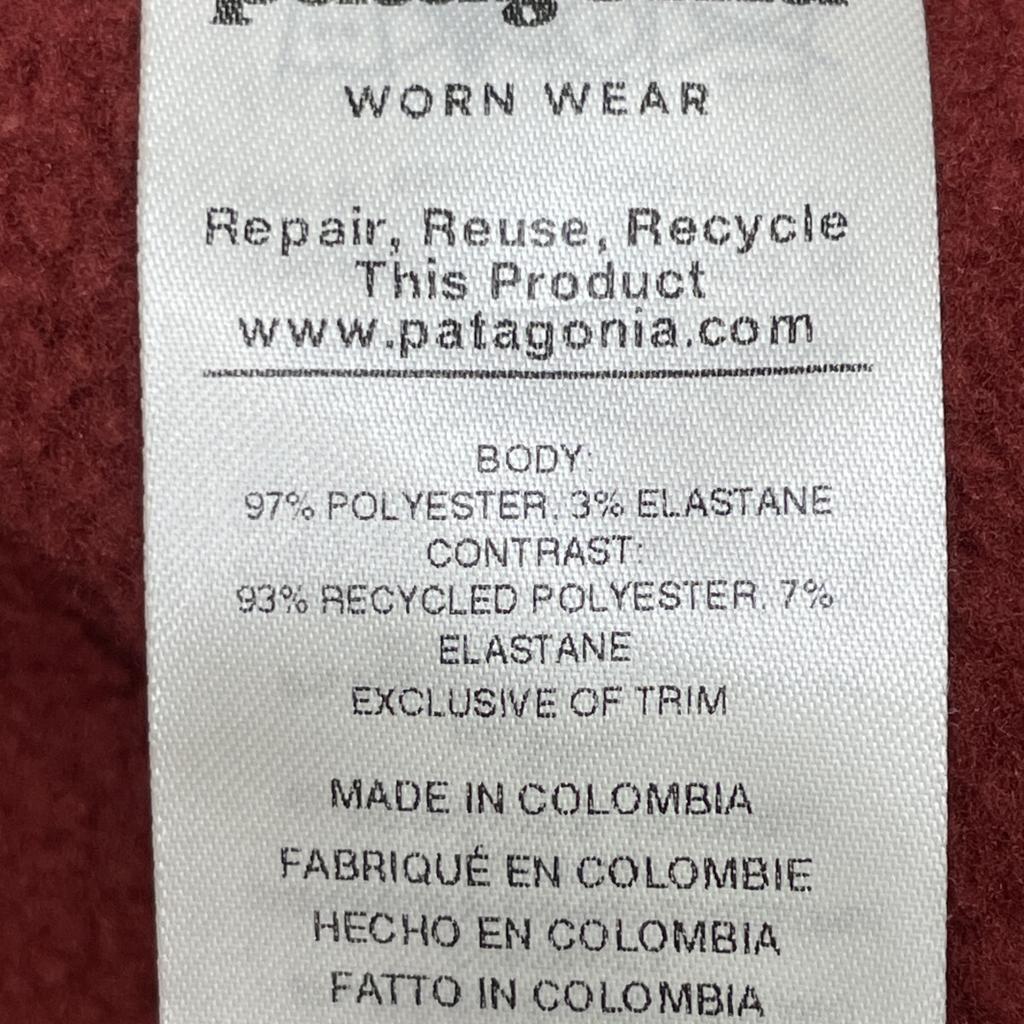 patagonia
WORN WEAR
Repair, Reuse, Recycle
This Product
www.patagonia.com
BODY:
97% POLYESTER, 3% ELASTANE
CONTRAST:
93% RECYCLED POLYESTER, 7%
ELASTANE
EXCLUSIVE OF TRIM
MADE IN COLOMBIA
FABRIQUÉ EN COLOMBIE
HECHO EN COLOMBIA
FATTO IN COLOMBIA